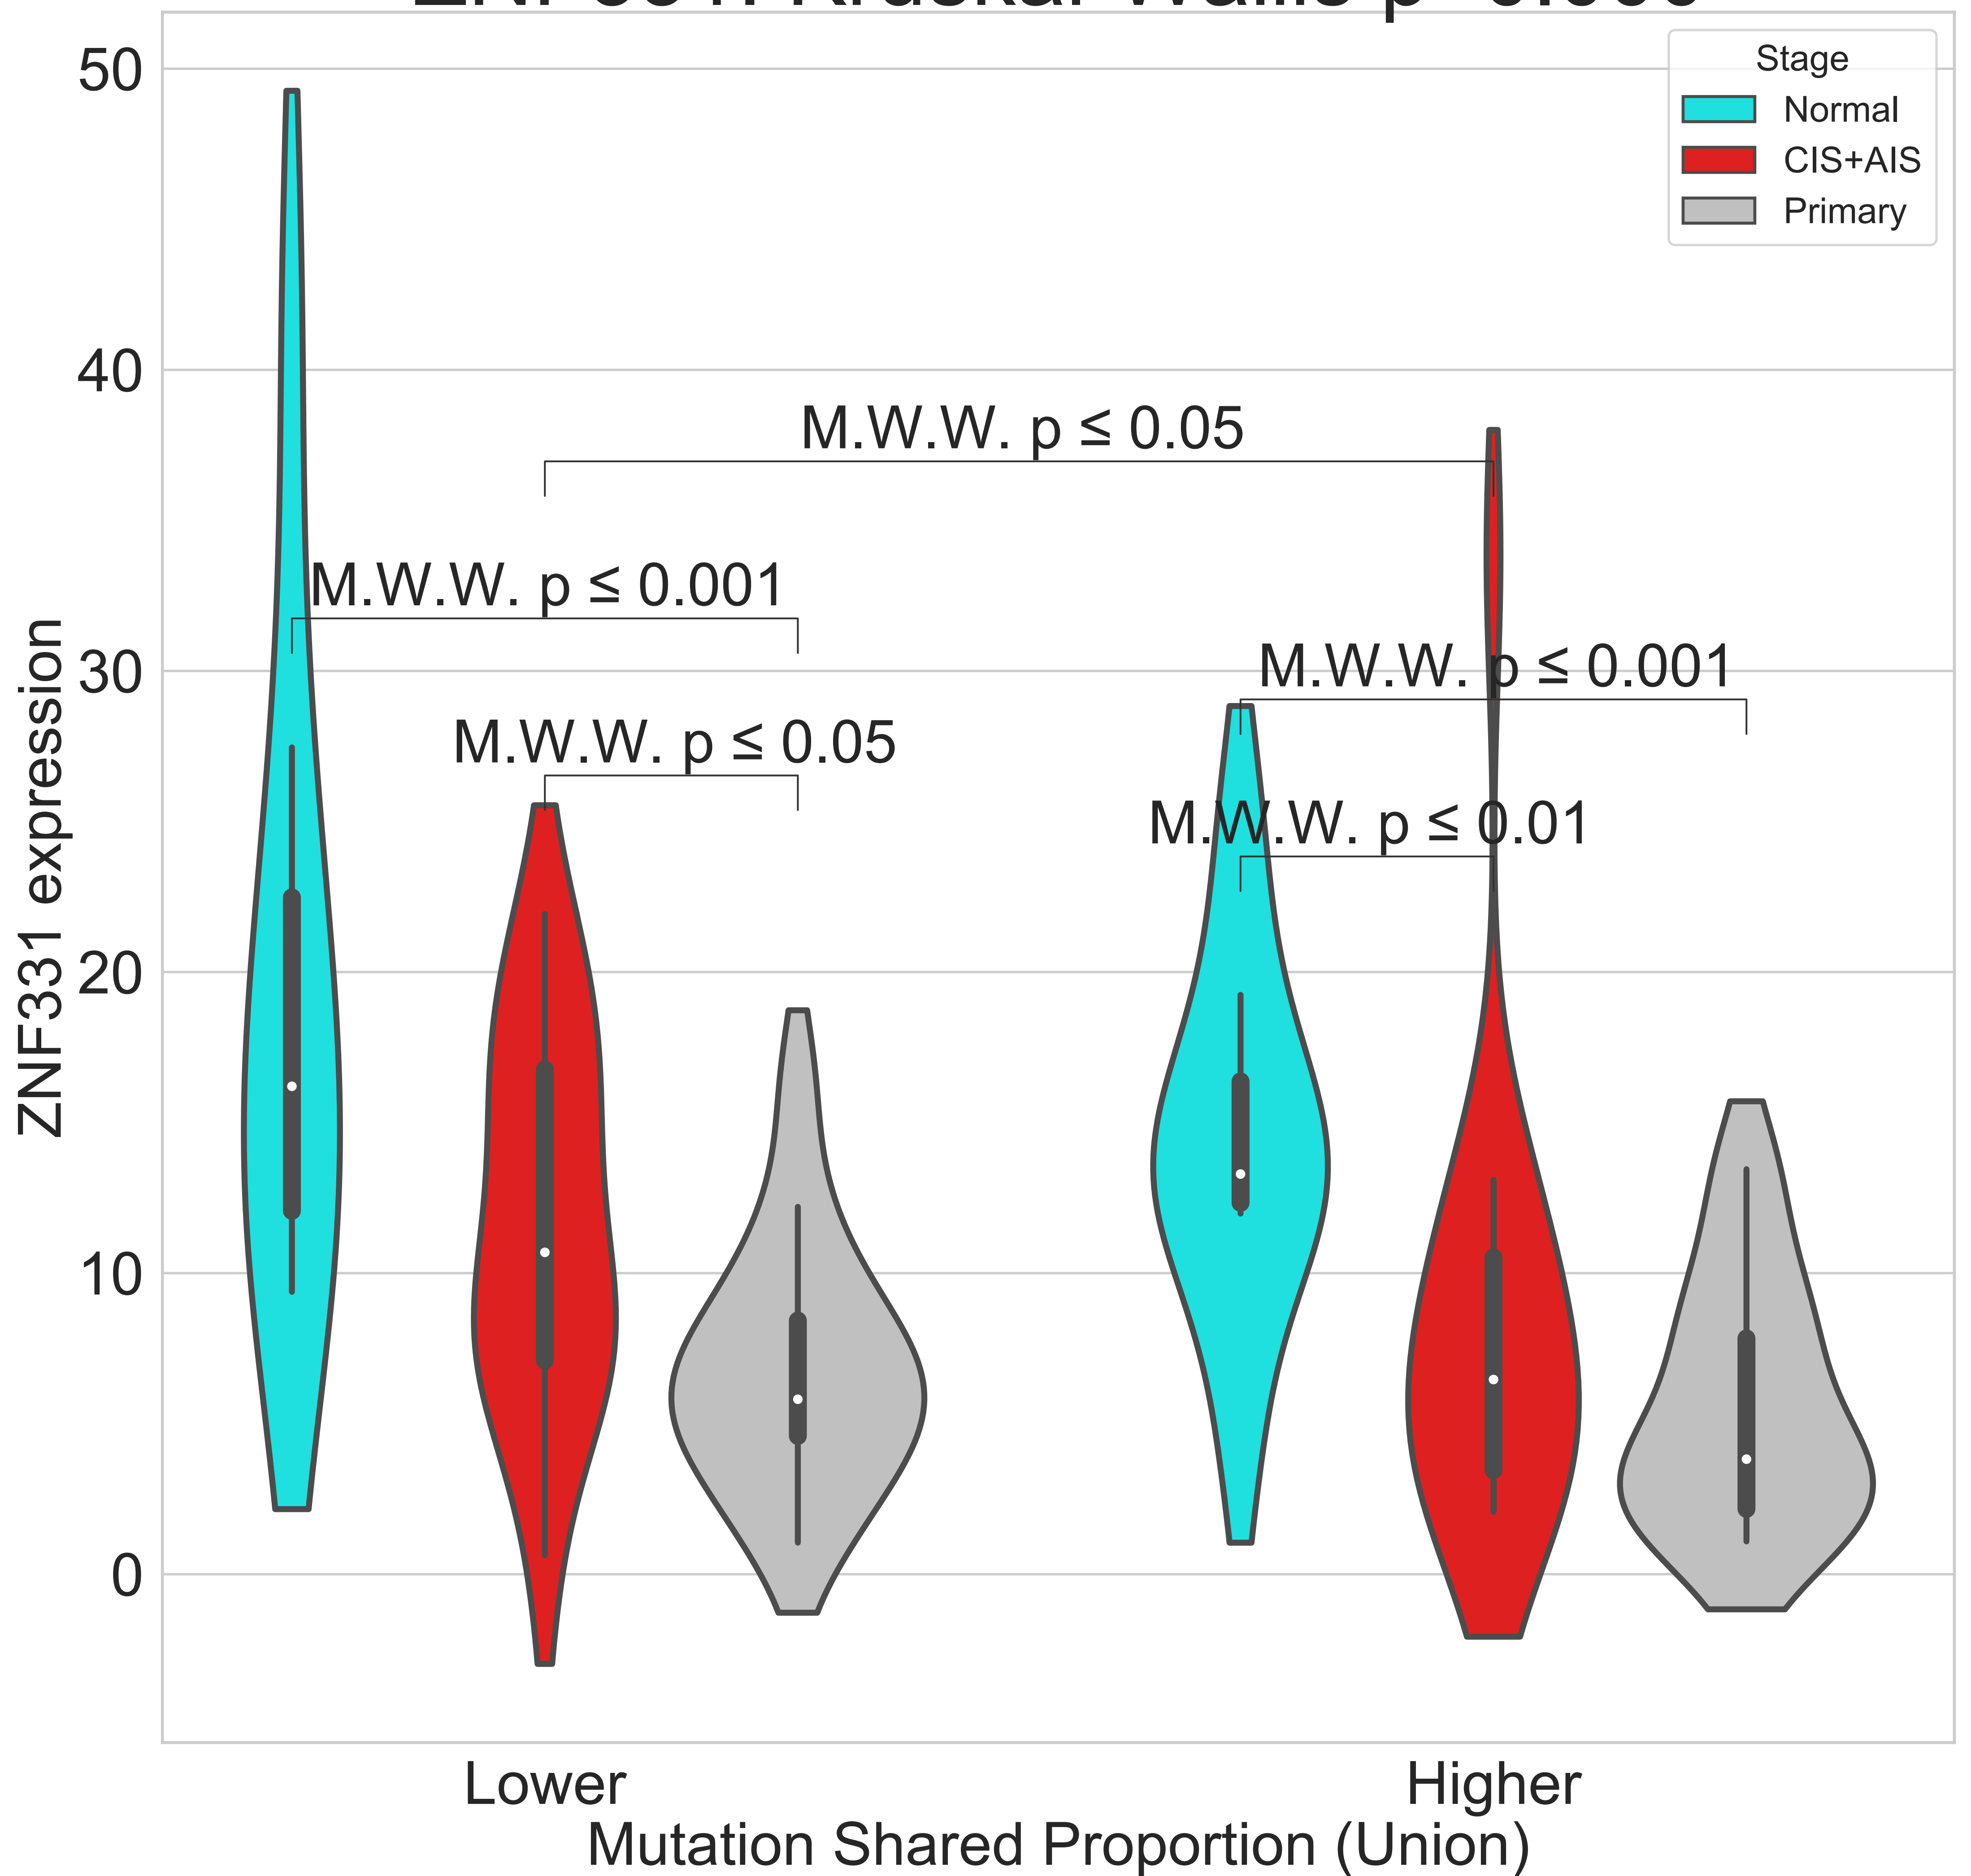 50
40
30
20
10
0
ZNF331 expression
Stage
Normal
CIS+AIS
Primary
M.W.W. p ≤ 0.05
M.W.W. p ≤ 0.001
M.W.W. p ≤ 0.001
M.W.W. p ≤ 0.05
M.W.W. p ≤ 0.01
Lower
Higher
Mutation Shared Proportion (Union)